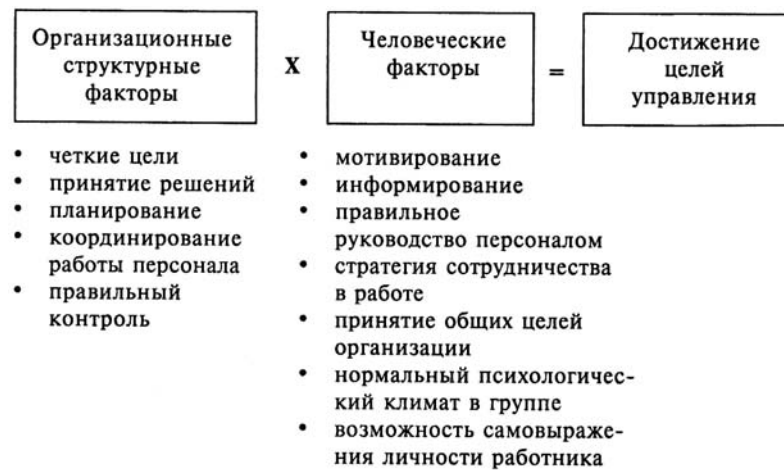 Организационные
структурные
факторы
X
Человеческие
факторы
=
Достижение
целей
управления
• четкие цели
• принятие решений
• планирование
• координирование
работы персонала
• правильный
контроль
• мотивирование
• информирование
• правильное
руководство персоналом
• стратегия сотрудничества
в работе
• принятие общих целей
организации
• нормальный психологичес-
кий климат в группе
• возможность самовыраже-
ния личности работника